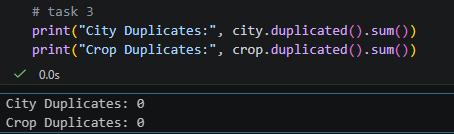 # task 3
print("City Duplicates:", city.duplicated().sum())
print("Crop Duplicates:", crop.duplicated().sum())
0.0s
City Duplicates: 0
Crop Duplicates: 0